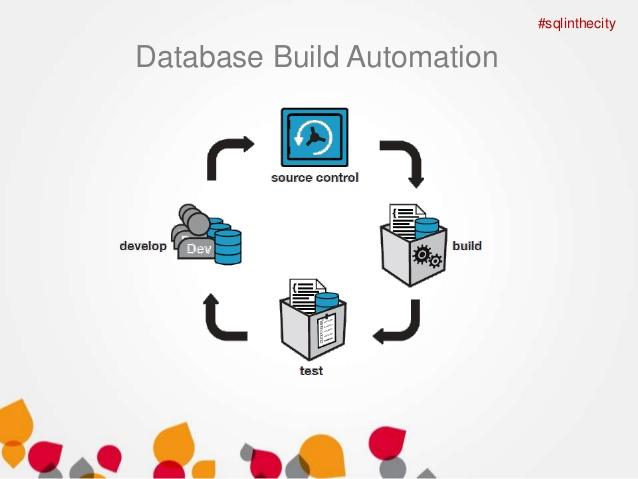 #sqlinthecity
Database Build Automation
source control
develop
Dev
build
test